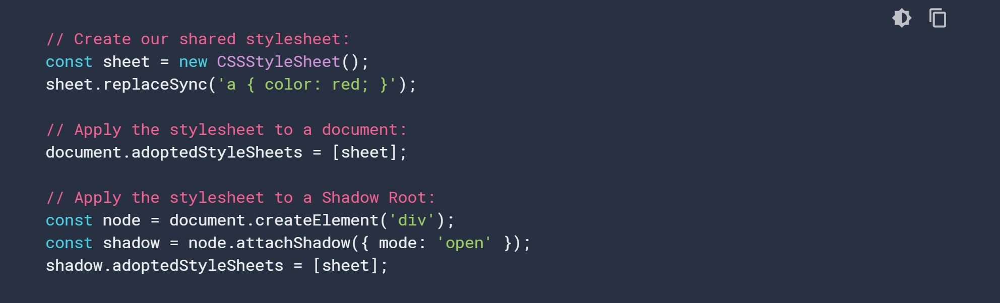 // Create our shared stylesheet:
const sheet = new CSSStyleSheet();
sheet.replaceSync('a { color: red; }');
// Apply the stylesheet to a document:
document.adoptedStyleSheets = [sheet];
// Apply the stylesheet to a Shadow Root:
const node = document.createElement('div');
const shadow = node.attachShadow({ mode: 'open' });
shadow.adoptedStyleSheets = [sheet];